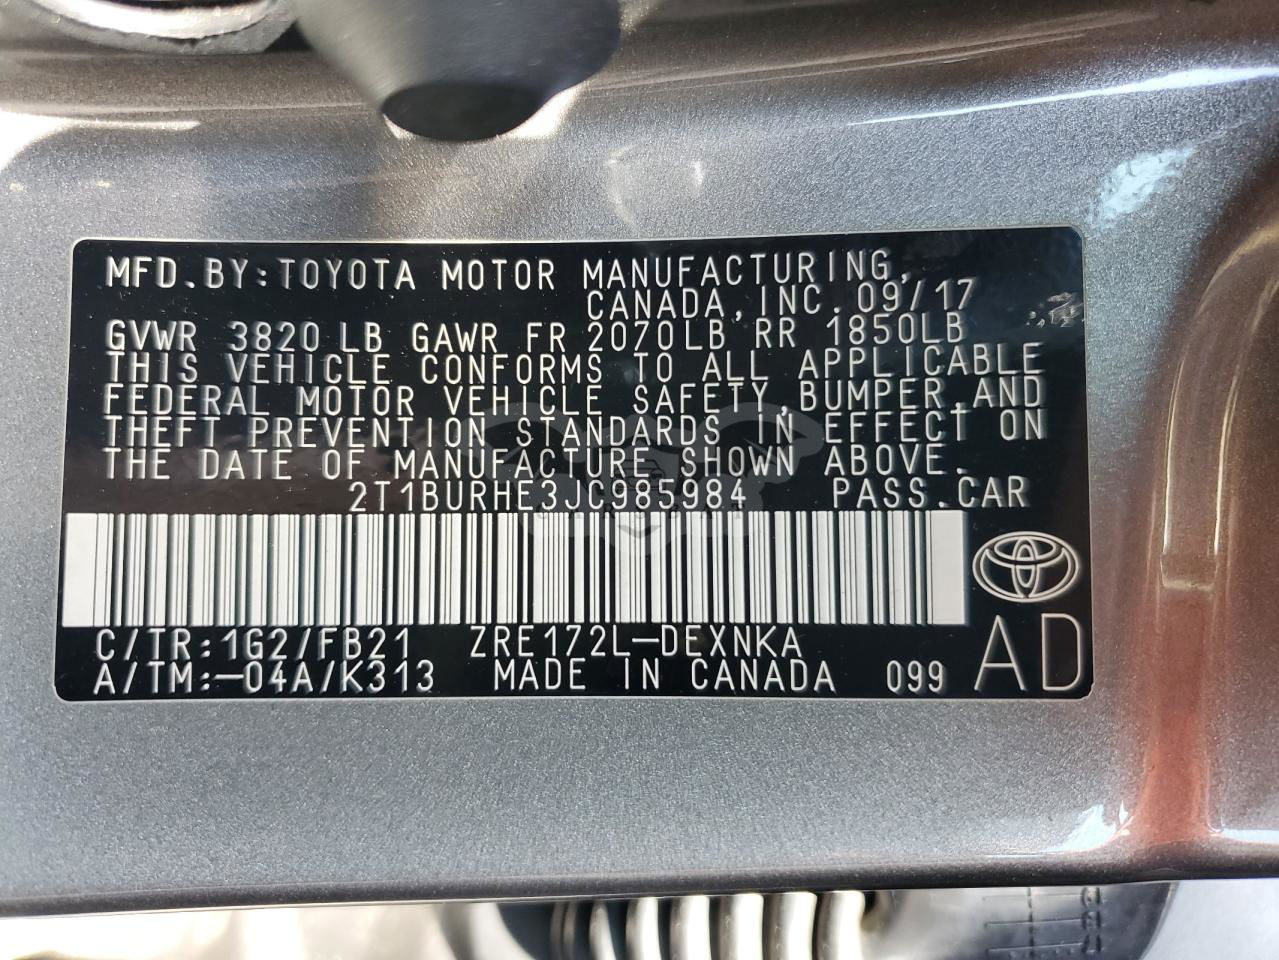 MFD.BY:TOYOTA MOTOR MANUFACTURING,
CANADA,INC.09/17
GVWR 3820 LB GAWR FR 2070LB RR 1850LB
THIS VEHICLE CONFORMS TO ALL APPLICABLE
FEDERAL MOTOR VEHICLE SAFETY,BUMPER,AND
THEFT PREVENTION STANDARDS IN EFFECT ON
THE DATE OF MANUFACTURE SHOWN ABOVE.
2T1BURHE3JC985984 PASS.CAR
C/TR:1G2/FB21 ZRE172L-DEXNKA
A/TM:-04A/K313 MADE IN CANADA 099 AD